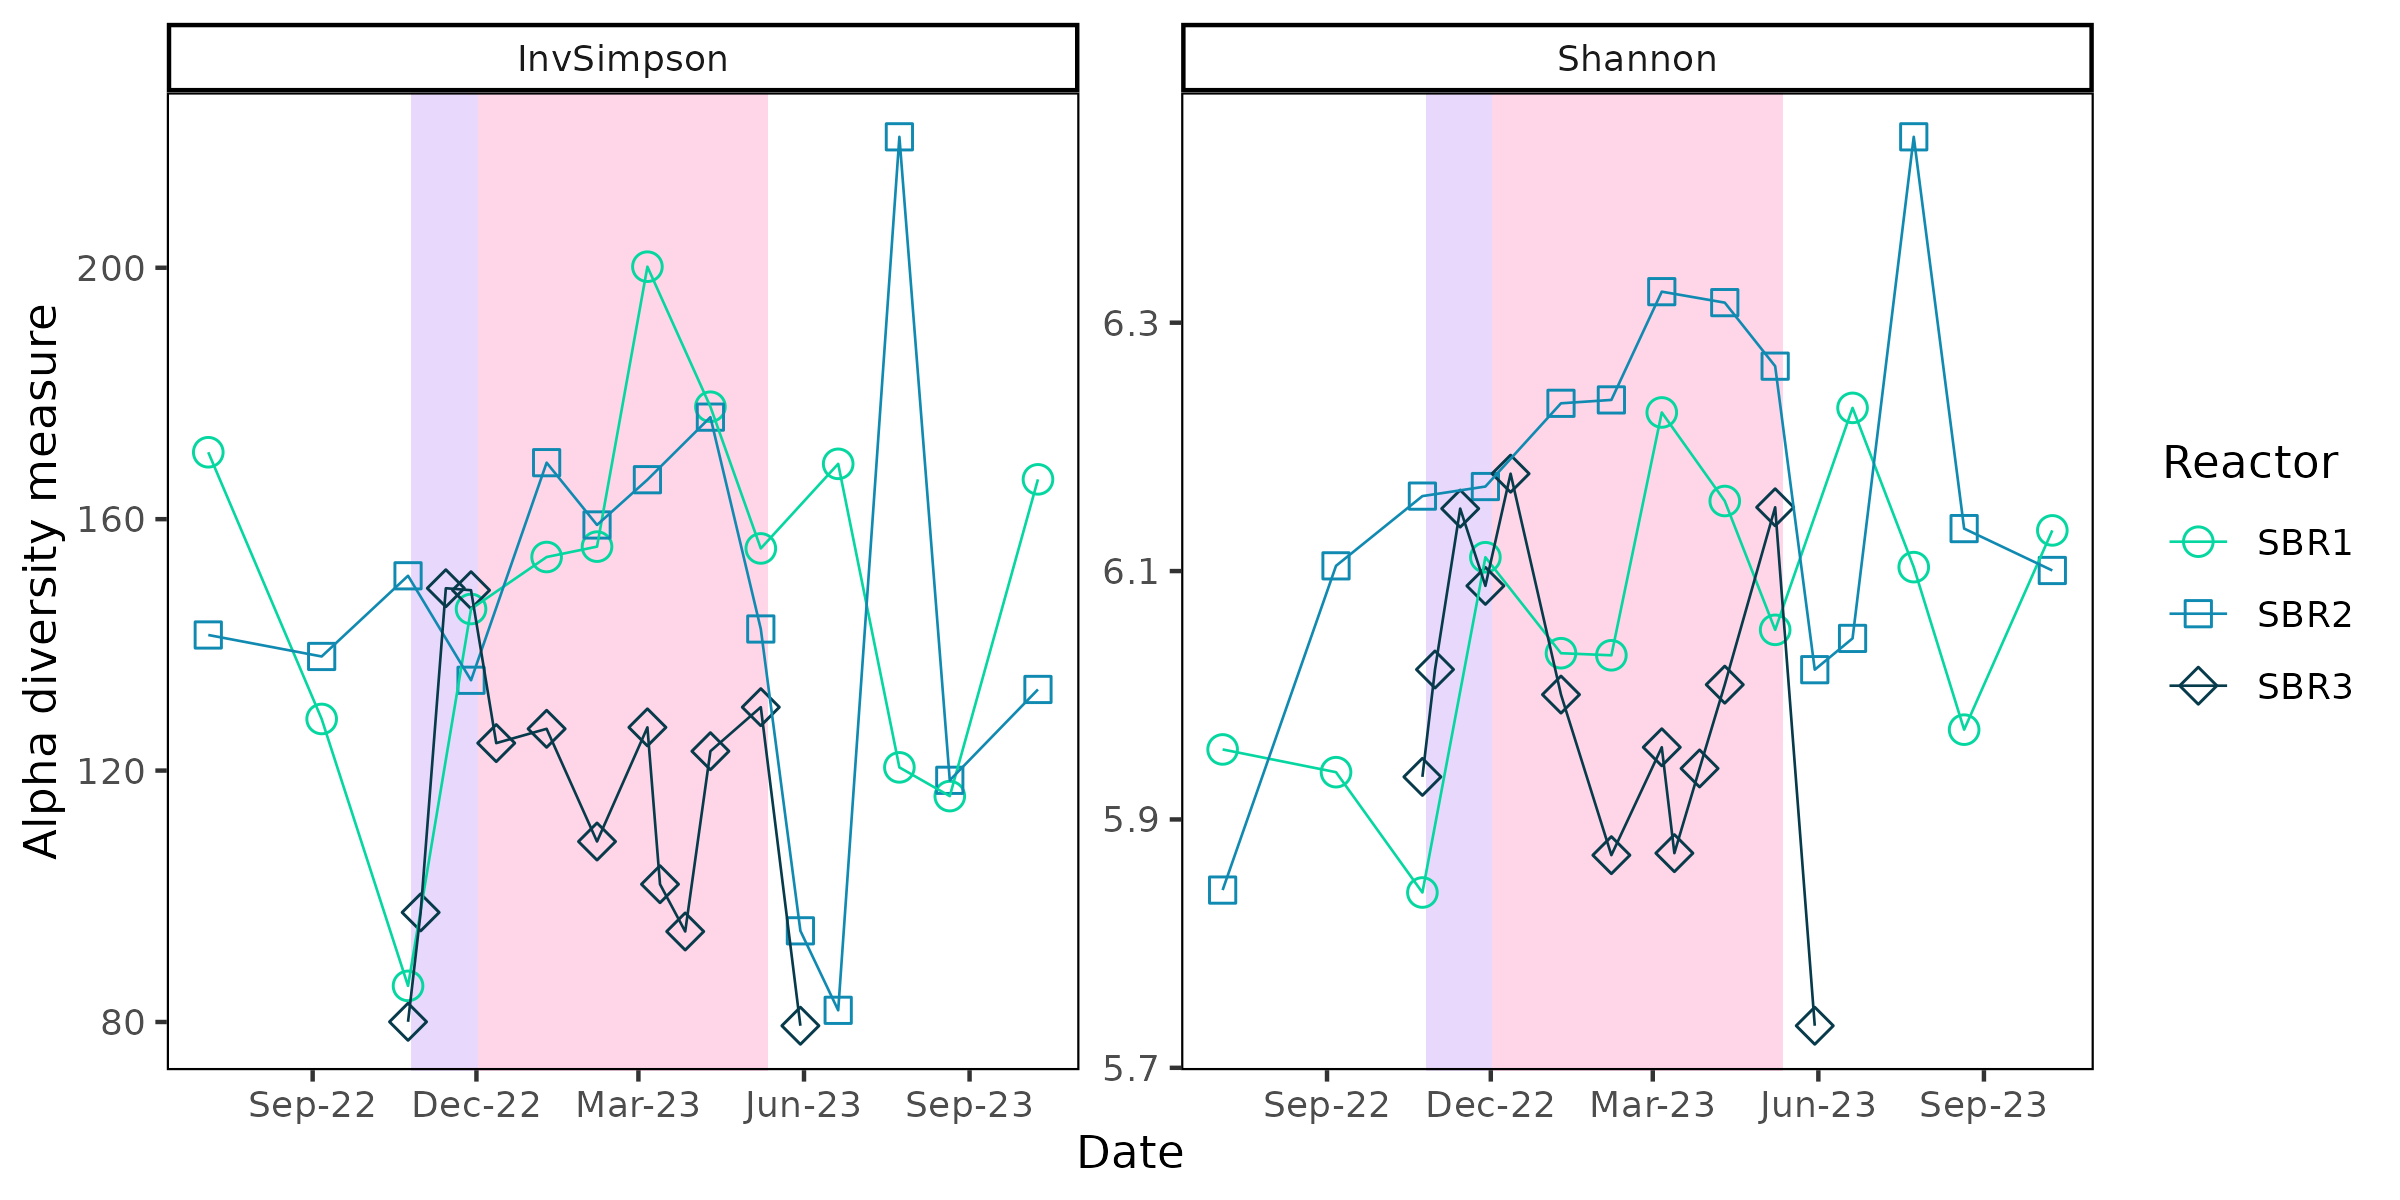 InvSimpson
Shannon
Alpha diversity measure
200
160
120
80
6.3
6.1
5.9
5.7
Sep-22 Dec-22 Mar-23 Jun-23 Sep-23
Sep-22 Dec-22 Mar-23 Jun-23 Sep-23
Date
Reactor
SBR1
SBR2
SBR3